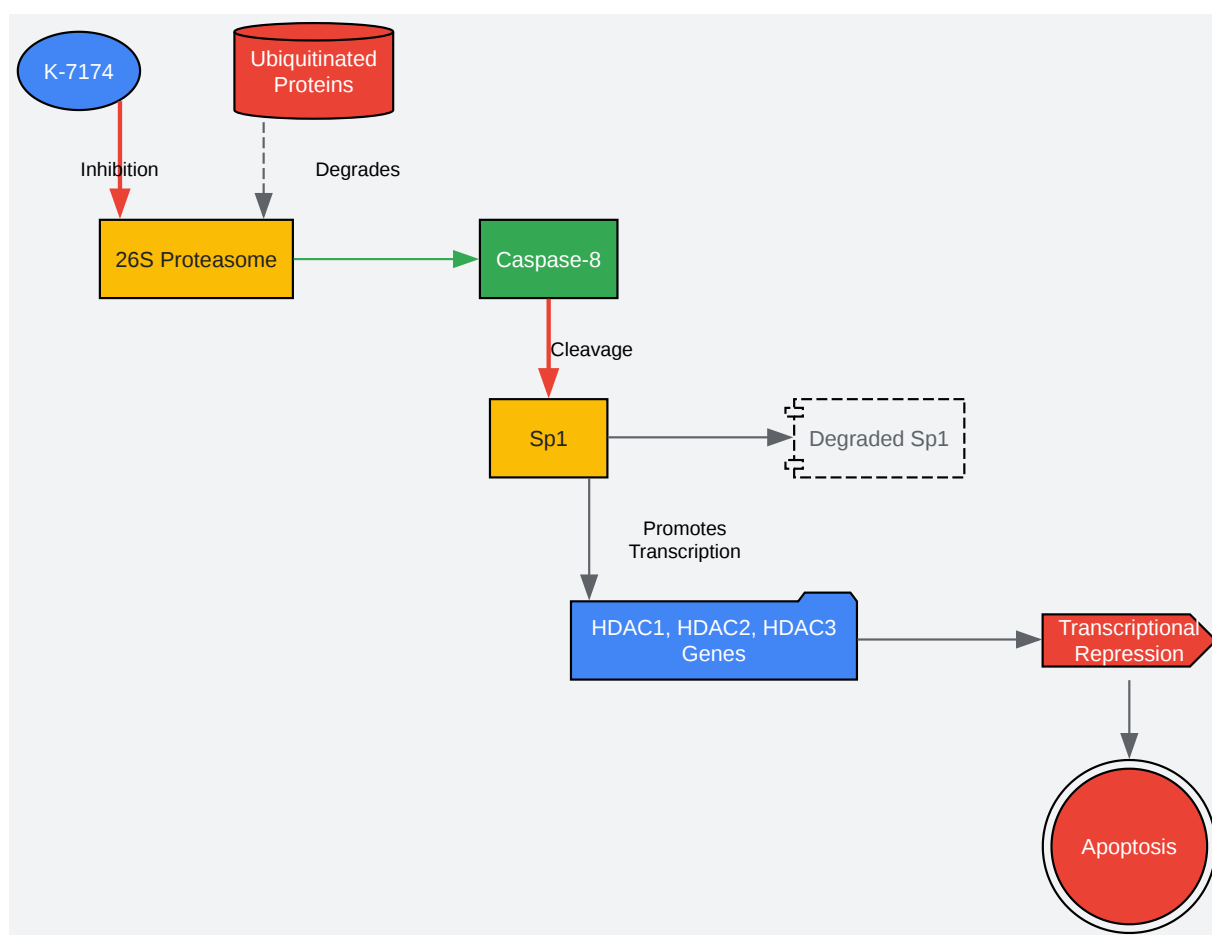 K-7174
Ubiquitinated
Proteins
Inhibition
Degrades
26S Proteasome
Caspase-8
Cleavage
Sp1
Degraded Sp1
Promotes
Transcription
HDAC1, HDAC2, HDAC3
Genes
Transcriptional
Repression
Apoptosis